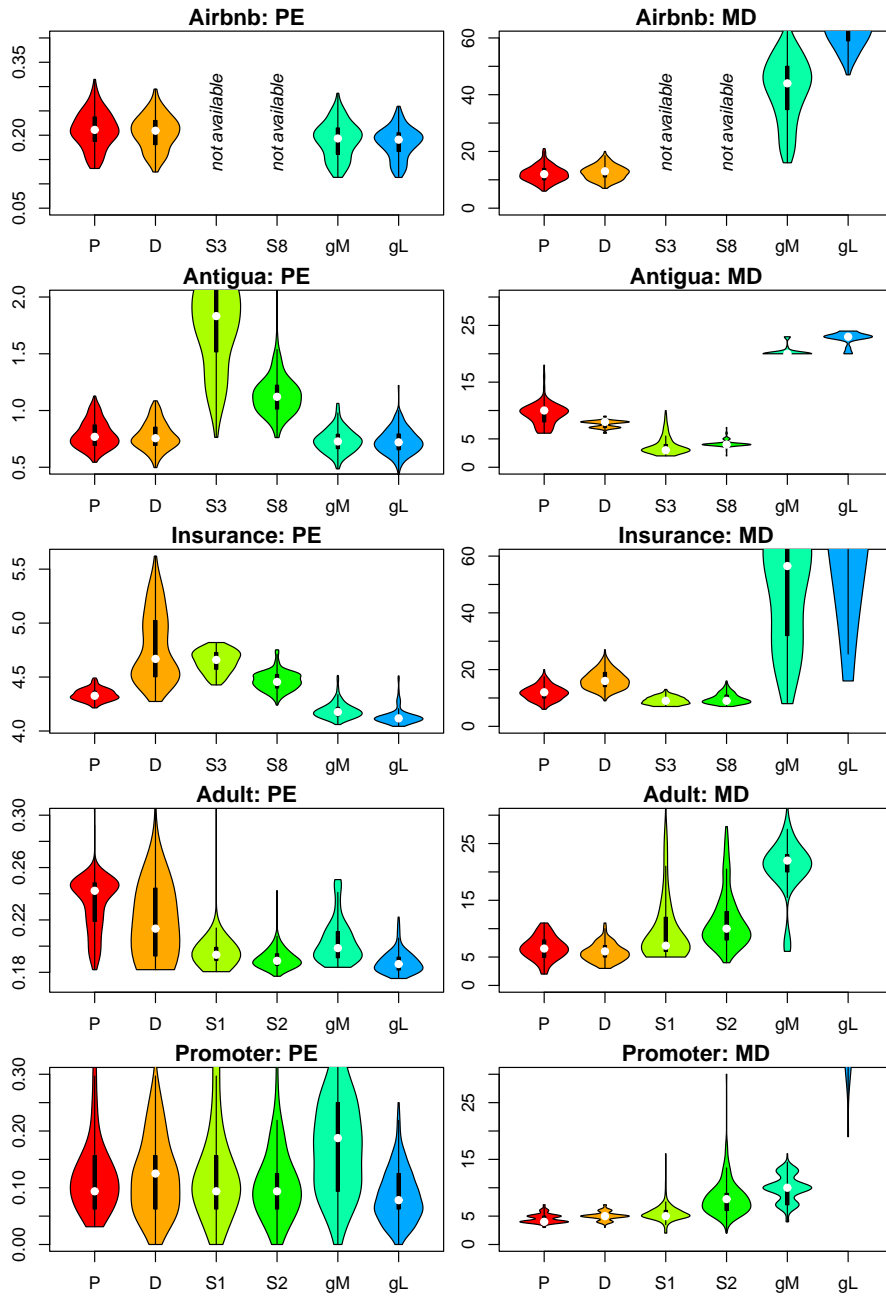 Airbnb: PE
0.05 0.20 0.35
not available
not available
P D S3 S8 gM gL
Airbnb: MD
0 20 40 60
not available
not available
P D S3 S8 gM gL
Antigua: PE
0.5 1.0 1.5 2.0
P D S3 S8 gM gL
Antigua: MD
0 5 15 25
P D S3 S8 gM gL
Insurance: PE
4.0 4.5 5.0 5.5
P D S3 S8 gM gL
Insurance: MD
0 20 40 60
P D S3 S8 gM gL
Adult: PE
0.18 0.22 0.26 0.30
P D S1 S2 gM gL
Adult: MD
0 5 15 25
P D S1 S2 gM gL
Promoter: PE
0.00 0.10 0.20 0.30
P D S1 S2 gM gL
Promoter: MD
0 5 15 25
P D S1 S2 gM gL